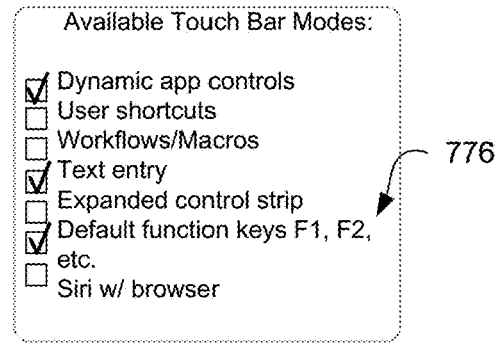 Available Touch Bar Modes:
Dynamic app controls
User shortcuts
Workflows/Macros
Text entry
776
Expanded control strip
Default function keys F1, F2,
etc.
Siri w/ browser